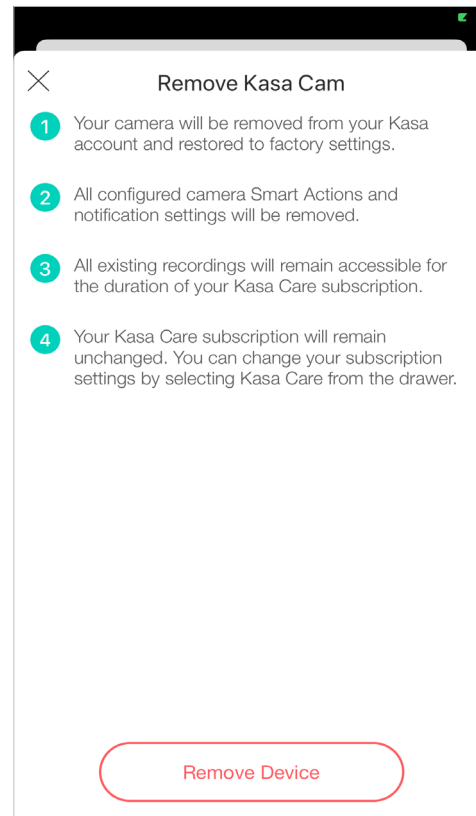 Remove Kasa Cam
1 Your camera will be removed from your Kasa
account and restored to factory settings.
2 All configured camera Smart Actions and
notification settings will be removed.
3 All existing recordings will remain accessible for
the duration of your Kasa Care subscription.
4 Your Kasa Care subscription will remain
unchanged. You can change your subscription
settings by selecting Kasa Care from the drawer.
Remove Device